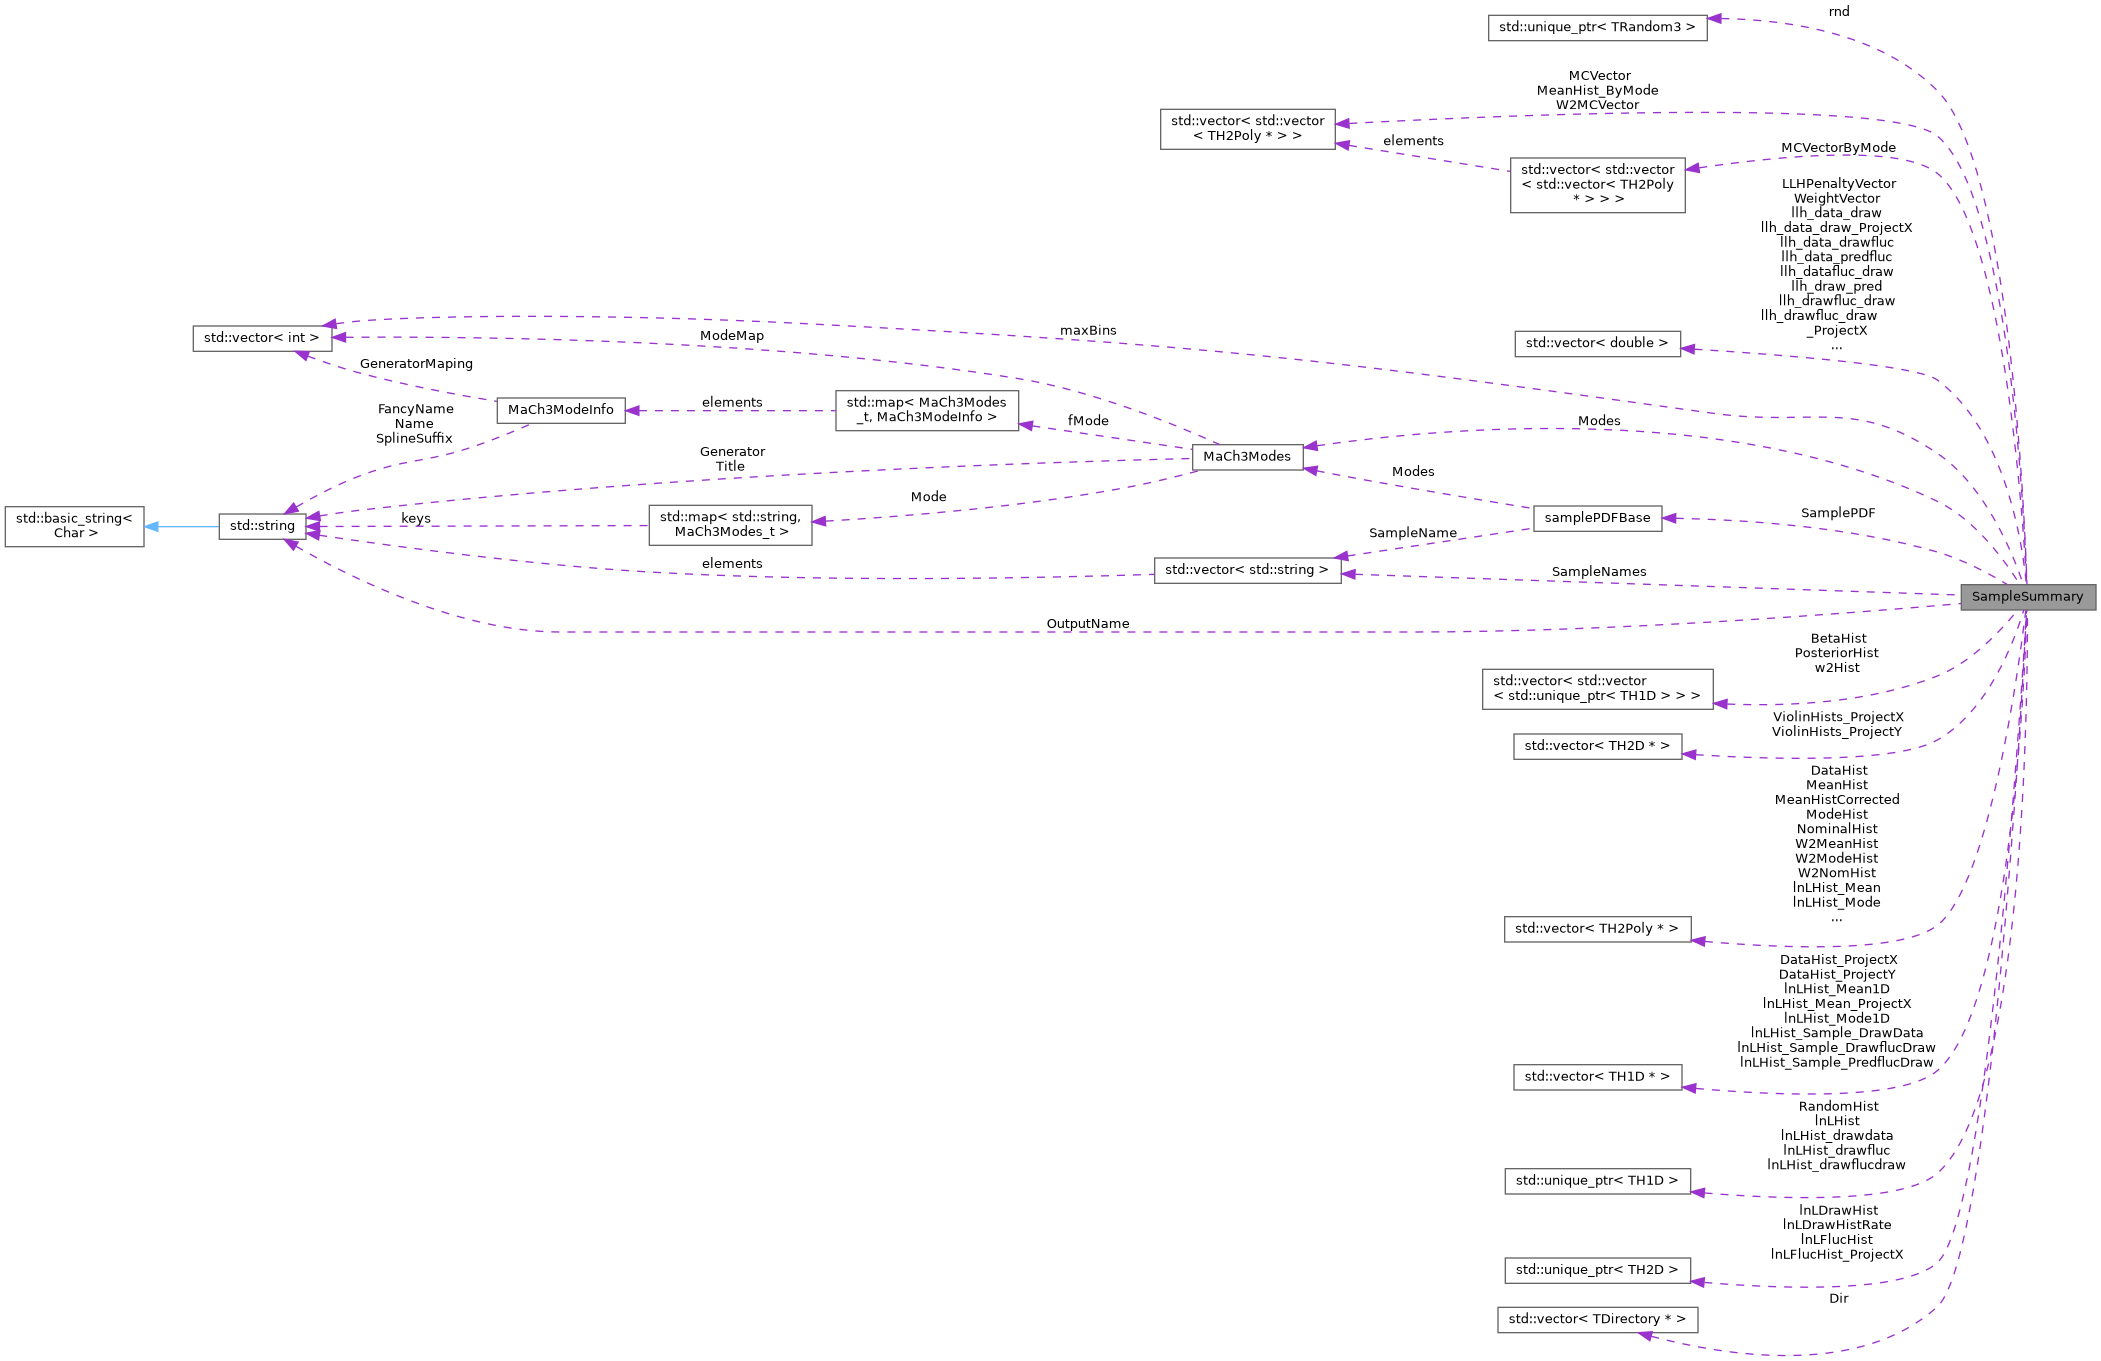 rnd
std::unique_ptr< TRandom3 >
MCVector
MeanHist_ByMode
W2MCVector
std::vector< std::vector
< TH2Poly * > >
elements
MCVectorByMode
std::vector< std::vector
< std::vector< TH2Poly
* > > >
LLHPenaltyVector
WeightVector
llh_data_draw
llh_data_draw_ProjectX
llh_data_drawfluc
llh_data_predfluc
llh_datafluc_draw
llh_draw_pred
llh_drawfluc_draw
llh_drawfluc_draw
_ProjectX
...
std::vector< double >
maxBins
ModeMap
std::vector< int >
GeneratorMaping
MaCh3ModeInfo
elements
std::map< MaCh3Modes
_t, MaCh3ModeInfo >
fMode
Modes
FancyName
Name
SplineSuffix
Generator
Title
MaCh3Modes
Modes
Mode
std::basic_string<
Char >
std::string
keys
std::map< std::string,
MaCh3Modes_t >
samplePDFBase
SamplePDF
SampleName
elements
std::vector< std::string >
SampleNames
SampleSummary
OutputName
BetaHist
PosteriorHist
w2Hist
std::vector< std::vector
< std::unique_ptr< TH1D > > >
ViolinHists_ProjectX
ViolinHists_ProjectY
std::vector< TH2D * >
DataHist
MeanHist
MeanHistCorrected
ModeHist
NominalHist
W2MeanHist
W2ModeHist
W2NomHist
lnLHist_Mean
lnLHist_Mode
...
std::vector< TH2Poly * >
DataHist_ProjectX
DataHist_ProjectY
lnLHist_Mean1D
lnLHist_Mean_ProjectX
lnLHist_Mode1D
lnLHist_Sample_DrawData
lnLHist_Sample_DrawflucDraw
lnLHist_Sample_PredflucDraw
std::vector< TH1D * >
RandomHist
lnLHist
lnLHist_drawdata
lnLHist_drawfluc
lnLHist_drawflucdraw
std::unique_ptr< TH1D >
lnLDrawHist
lnLDrawHistRate
lnLFlucHist
lnLFlucHist_ProjectX
std::unique_ptr< TH2D >
Dir
std::vector< TDirectory * >